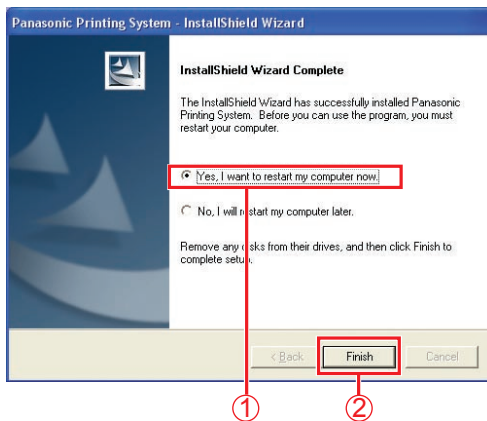 Panasonic Printing System - InstallShield Wizard
InstallShield Wizard Complete
The InstallShield Wizard has successfully installed Panasonic
Printing System. Before you can use the program, you must
restart your computer.
Yes, I want to restart my computer now.
No, I will restart my computer later.
Remove any disks from their drives, and then click Finish to
complete setup.
< Back
Finish
Cancel
①
②